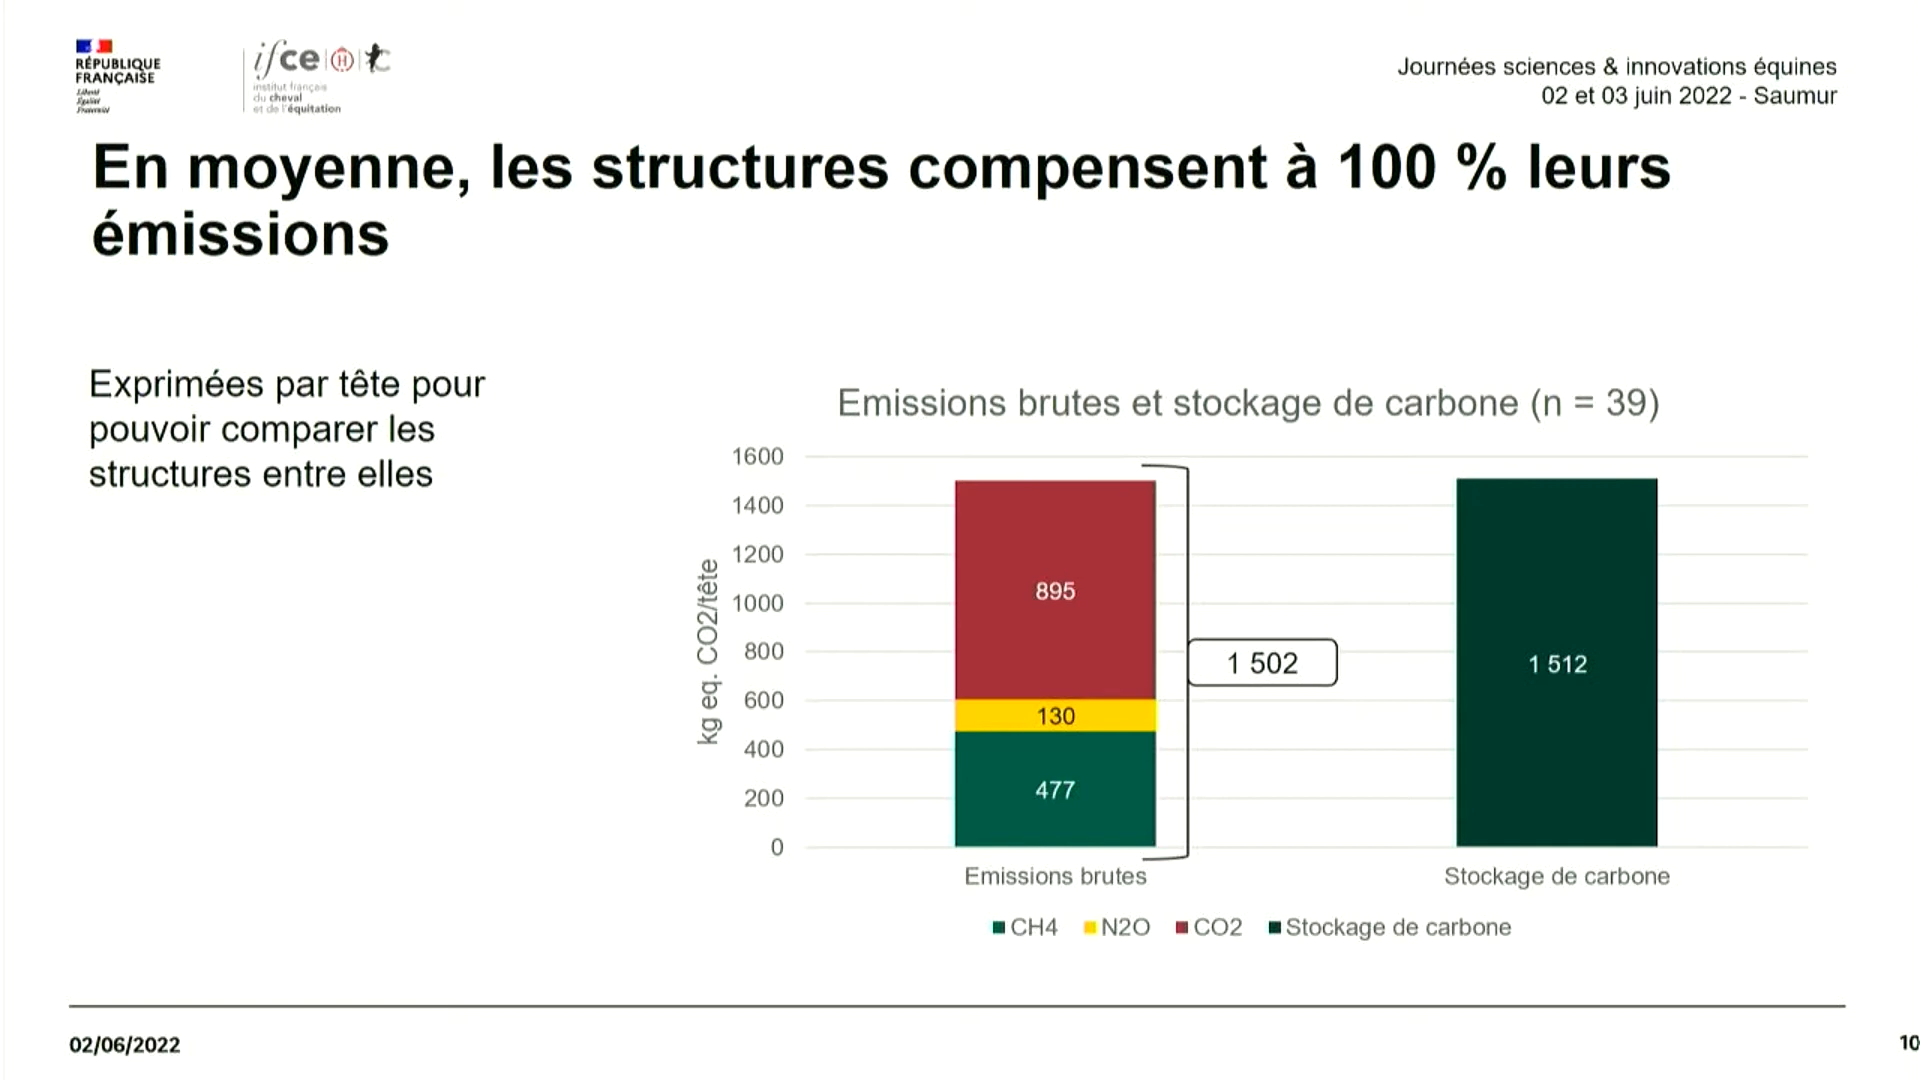 RÉPUBLIQUE
FRANÇAISE
Liberté
Égalité
Fraternité
ifce
institut français
du cheval
et de l'équitation
Journées sciences & innovations équines
02 et 03 juin 2022 - Saumur
En moyenne, les structures compensent à 100 % leurs
émissions
Exprimées par tête pour
pouvoir comparer les
structures entre elles
Emissions brutes et stockage de carbone (n = 39)
kg eq. CO2/tête
1600
1400
1200
1000
800
600
400
200
0
895
130
477
1 502
1 512
Emissions brutes
Stockage de carbone
CH4 N2O CO2 Stockage de carbone
02/06/2022
10